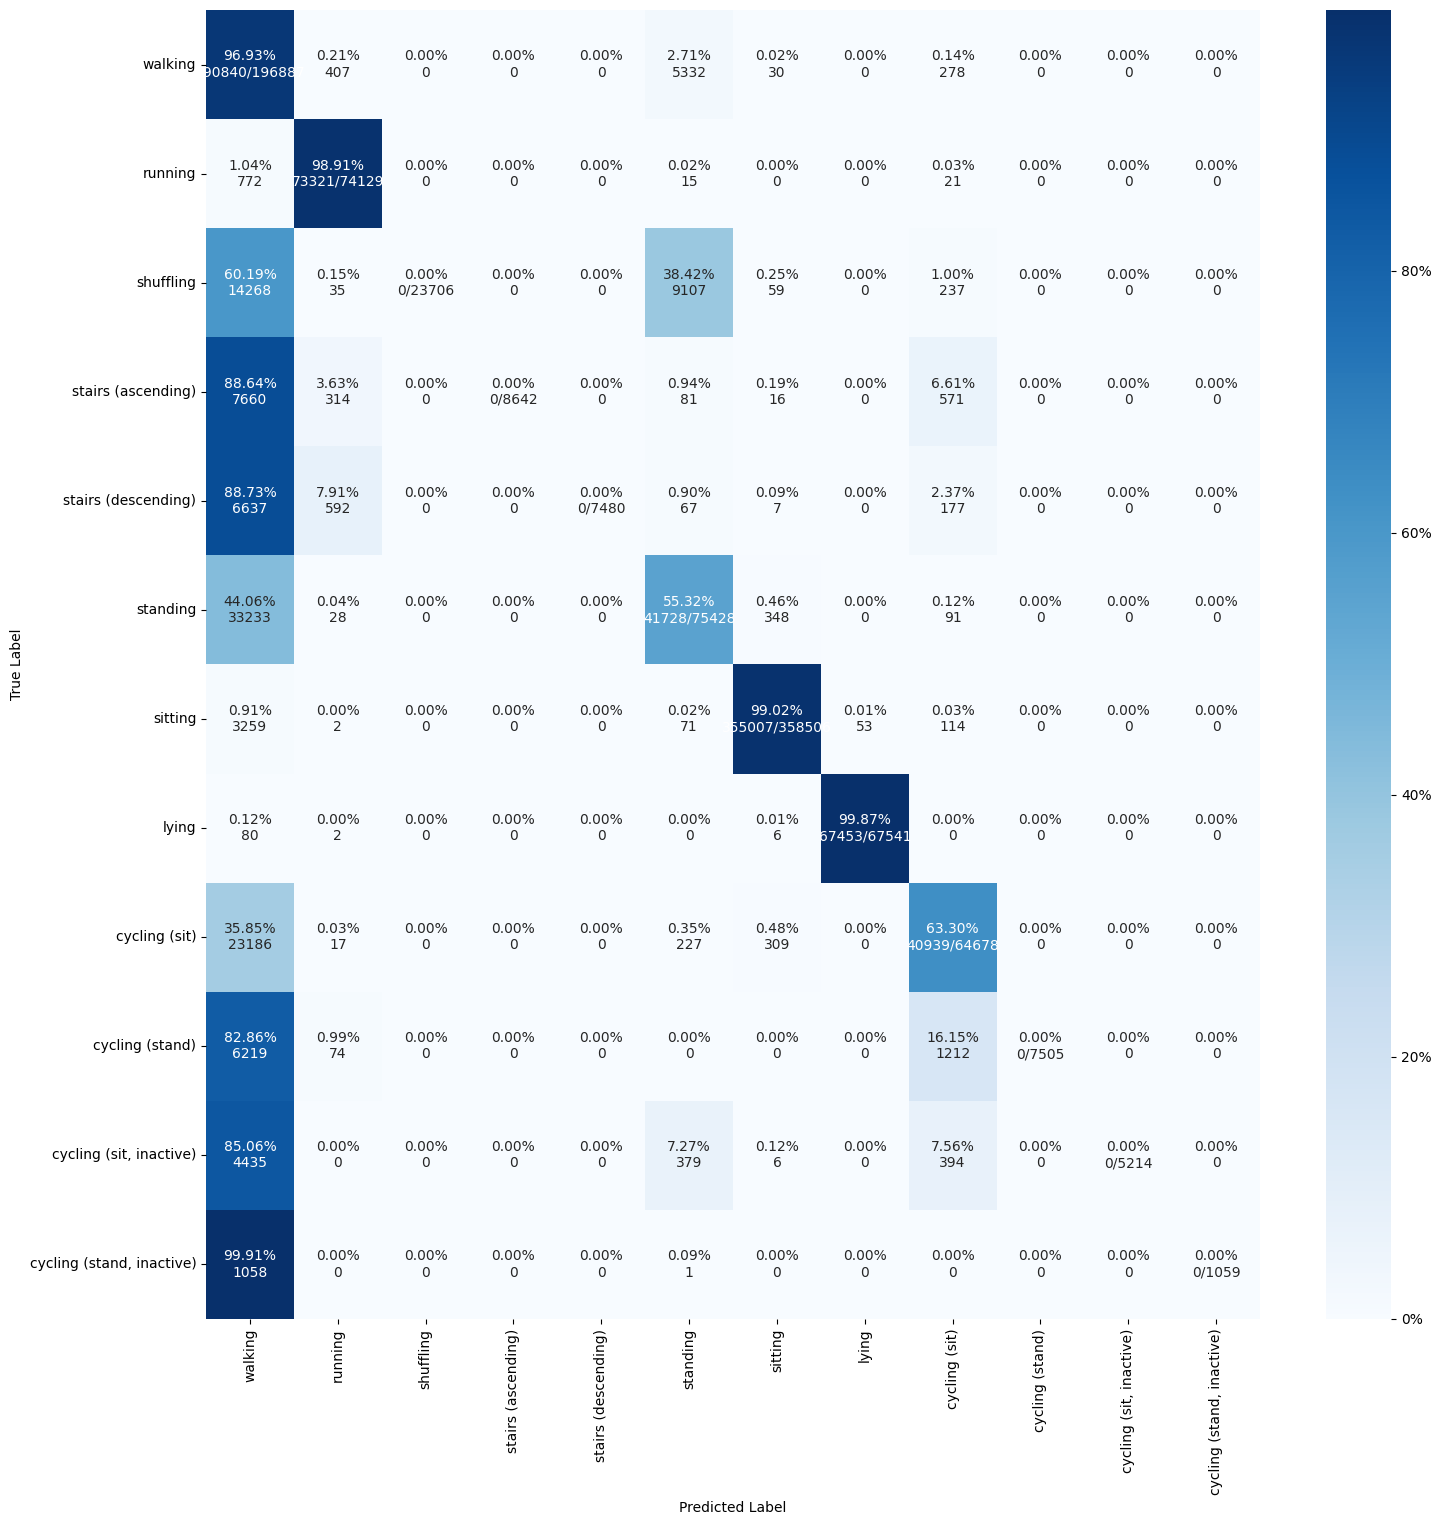 walking 96.93% 0.21% 0.00% 0.00% 0.00% 2.71% 0.02% 0.00% 0.14% 0.00% 0.00% 0.00%
90840/19688 407 0 0 0 5332 30 0 278 0 0 0
running 1.04% 98.91% 0.00% 0.00% 0.00% 0.02% 0.00% 0.00% 0.03% 0.00% 0.00% 0.00%
772 73321/74129 0 0 0 15 0 0 21 0 0 0
shuffling 60.19% 0.15% 0.00% 0.00% 0.00% 38.42% 0.25% 0.00% 1.00% 0.00% 0.00% 0.00%
14268 35 0/23706 0 0 9107 59 0 237 0 0 0
stairs (ascending) 88.64% 3.63% 0.00% 0.00% 0.00% 0.94% 0.19% 0.00% 6.61% 0.00% 0.00% 0.00%
7660 314 0 0/8642 0 81 16 0 571 0 0 0
stairs (descending) 88.73% 7.91% 0.00% 0.00% 0.00% 0.90% 0.09% 0.00% 2.37% 0.00% 0.00% 0.00%
6637 592 0 0 0/7480 67 7 0 177 0 0 0
standing 44.06% 0.04% 0.00% 0.00% 0.00% 55.32% 0.46% 0.00% 0.12% 0.00% 0.00% 0.00%
33233 28 0 0 0 41728/75428 348 0 91 0 0 0
sitting 0.91% 0.00% 0.00% 0.00% 0.00% 0.02% 99.02% 0.01% 0.03% 0.00% 0.00% 0.00%
3259 2 0 0 0 71 55007/35850 53 114 0 0 0
lying 0.12% 0.00% 0.00% 0.00% 0.00% 0.00% 0.01% 99.87% 0.00% 0.00% 0.00% 0.00%
80 2 0 0 0 0 6 67453/67541 0 0 0 0
cycling (sit) 35.85% 0.03% 0.00% 0.00% 0.00% 0.35% 0.48% 0.00% 63.30% 0.00% 0.00% 0.00%
23186 17 0 0 0 227 309 0 40939/64678 0 0 0
cycling (stand) 82.86% 0.99% 0.00% 0.00% 0.00% 0.00% 0.00% 0.00% 16.15% 0.00% 0.00% 0.00%
6219 74 0 0 0 0 0 0 1212 0/7505 0 0
cycling (sit, inactive) 85.06% 0.00% 0.00% 0.00% 0.00% 7.27% 0.12% 0.00% 7.56% 0.00% 0.00% 0.00%
4435 0 0 0 0 379 6 0 394 0 0/5214 0
cycling (stand, inactive) 99.91% 0.00% 0.00% 0.00% 0.00% 0.09% 0.00% 0.00% 0.00% 0.00% 0.00% 0.00%
1058 0 0 0 0 1 0 0 0 0 0 0/1059
True Label
walking
running
shuffling
stairs (ascending)
stairs (descending)
standing
sitting
lying
cycling (sit)
cycling (stand)
cycling (sit, inactive)
cycling (stand, inactive)
Predicted Label
80%
60%
40%
20%
0%